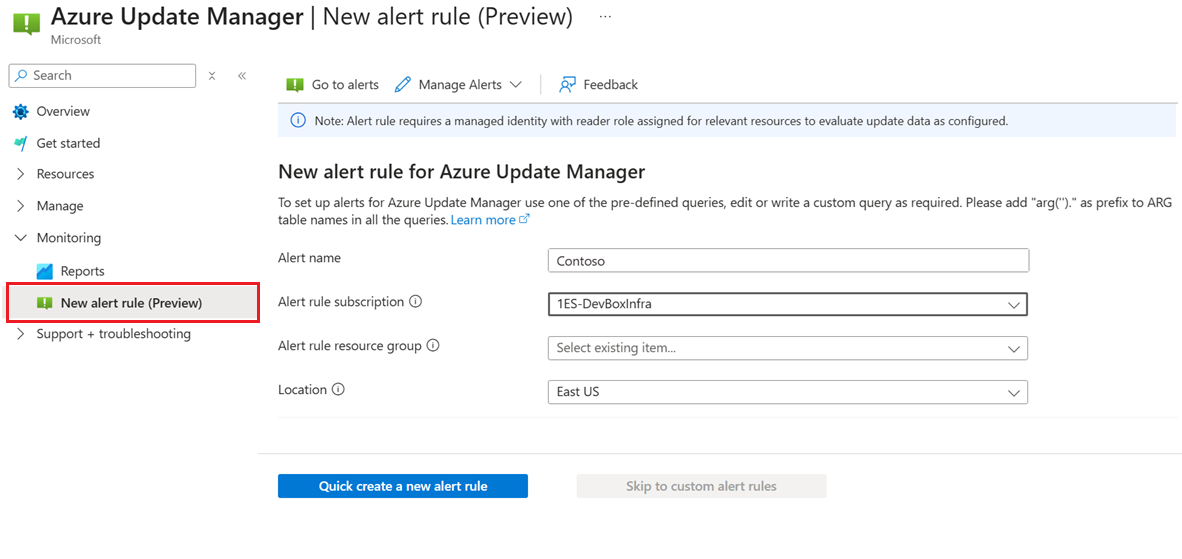 Azure Update Manager | New alert rule (Preview) ...
Microsoft
Search
Overview
Get started
Resources
Manage
Monitoring
Reports
New alert rule (Preview)
Support + troubleshooting
Go to alerts Manage Alerts Feedback
Note: Alert rule requires a managed identity with reader role assigned for relevant resources to evaluate update data as configured.
New alert rule for Azure Update Manager
To set up alerts for Azure Update Manager use one of the pre-defined queries, edit or write a custom query as required. Please add "arg('')." as prefix to ARG
table names in all the queries. Learn more
Alert name Contoso
Alert rule subscription 1ES-DevBoxInfra
Alert rule resource group Select existing item...
Location East US
Quick create a new alert rule Skip to custom alert rules